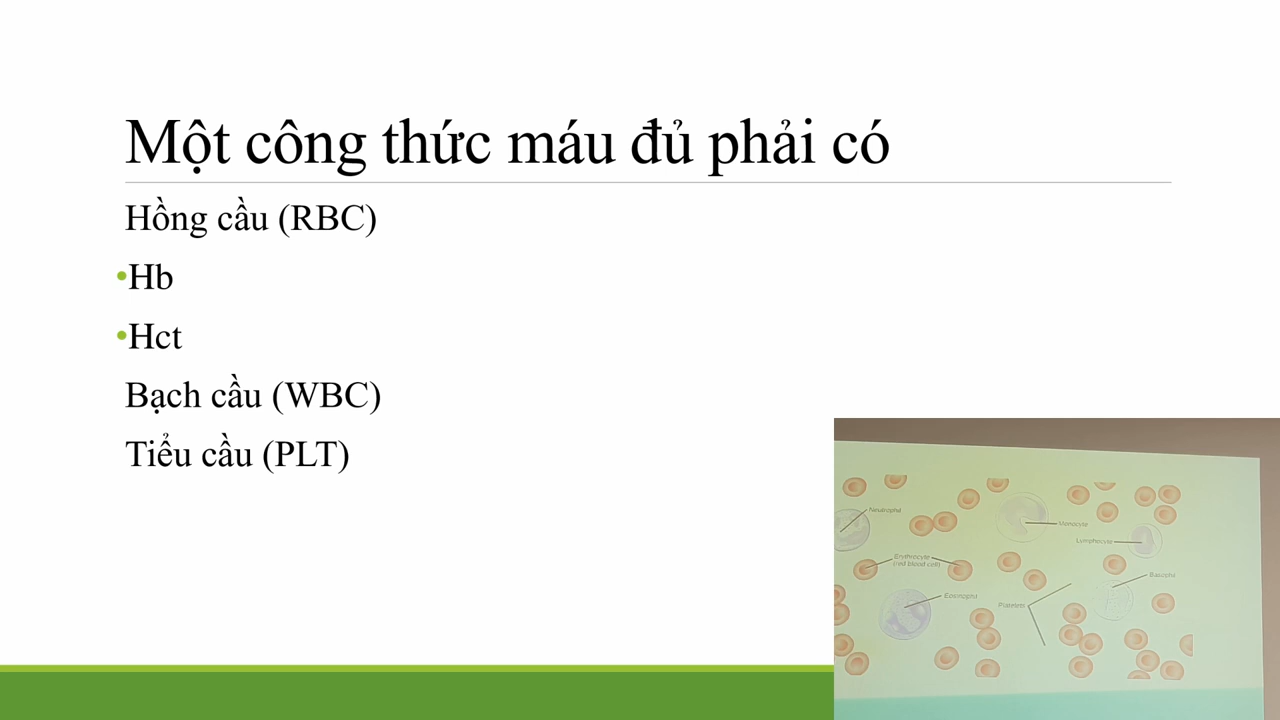 Một công thức máu đủ phải có
Hồng cầu (RBC)
•Hb
•Hct
Bạch cầu (WBC)
Tiểu cầu (PLT)
Neutrophil
Monocyte
Lymphocyte
Erythrocyte
(red blood cell)
Basophil
Eosinophil
Platelets